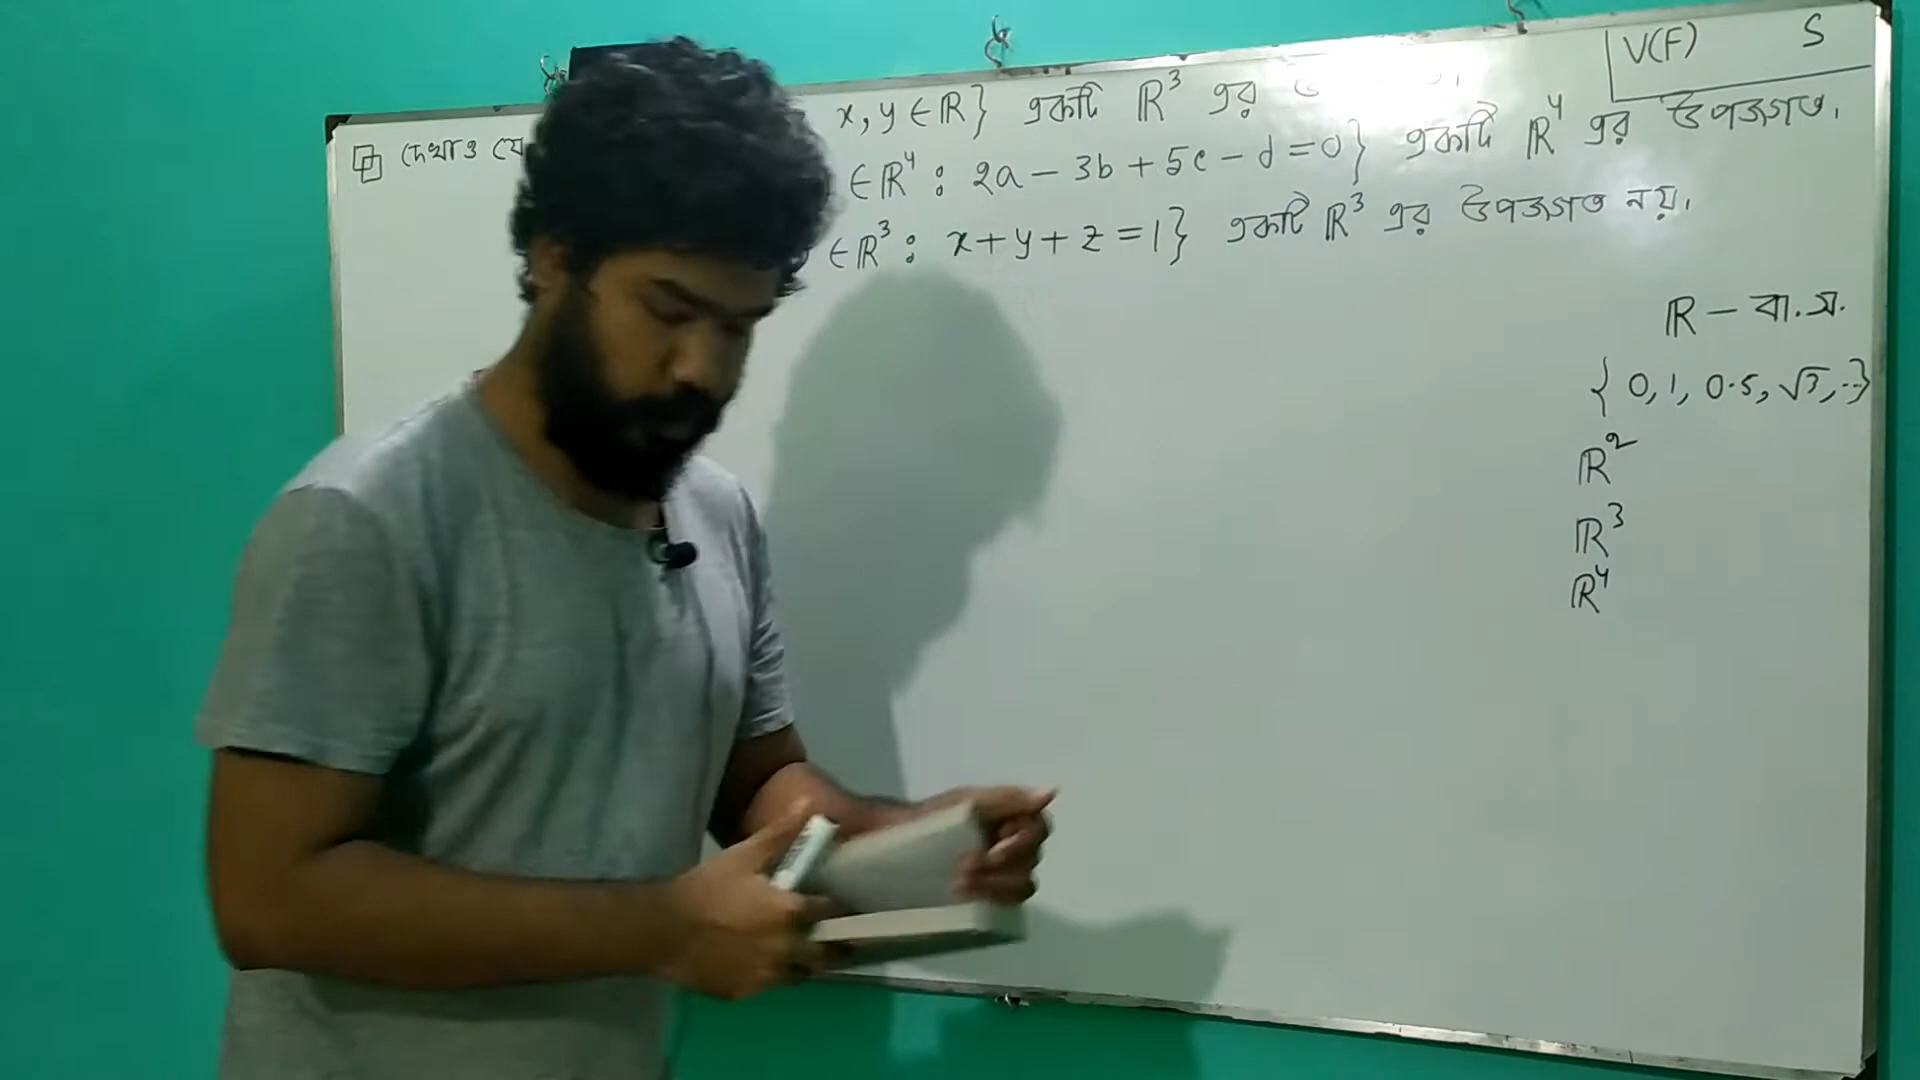 V(F) S
দেখাও যে x, y ∈ ℝ} একটি ℝ³ এর
∈ ℝ⁴ : 2a − 3b + 5c − d = 0} একটি ℝ⁴ এর উপজগত।
∈ ℝ³ : x + y + z = 1} একটি ℝ³ এর উপজগত নয়।
ℝ − বা. স.
{ 0, 1, 0.5, √3, ..}
ℝ²
ℝ³
ℝ⁴